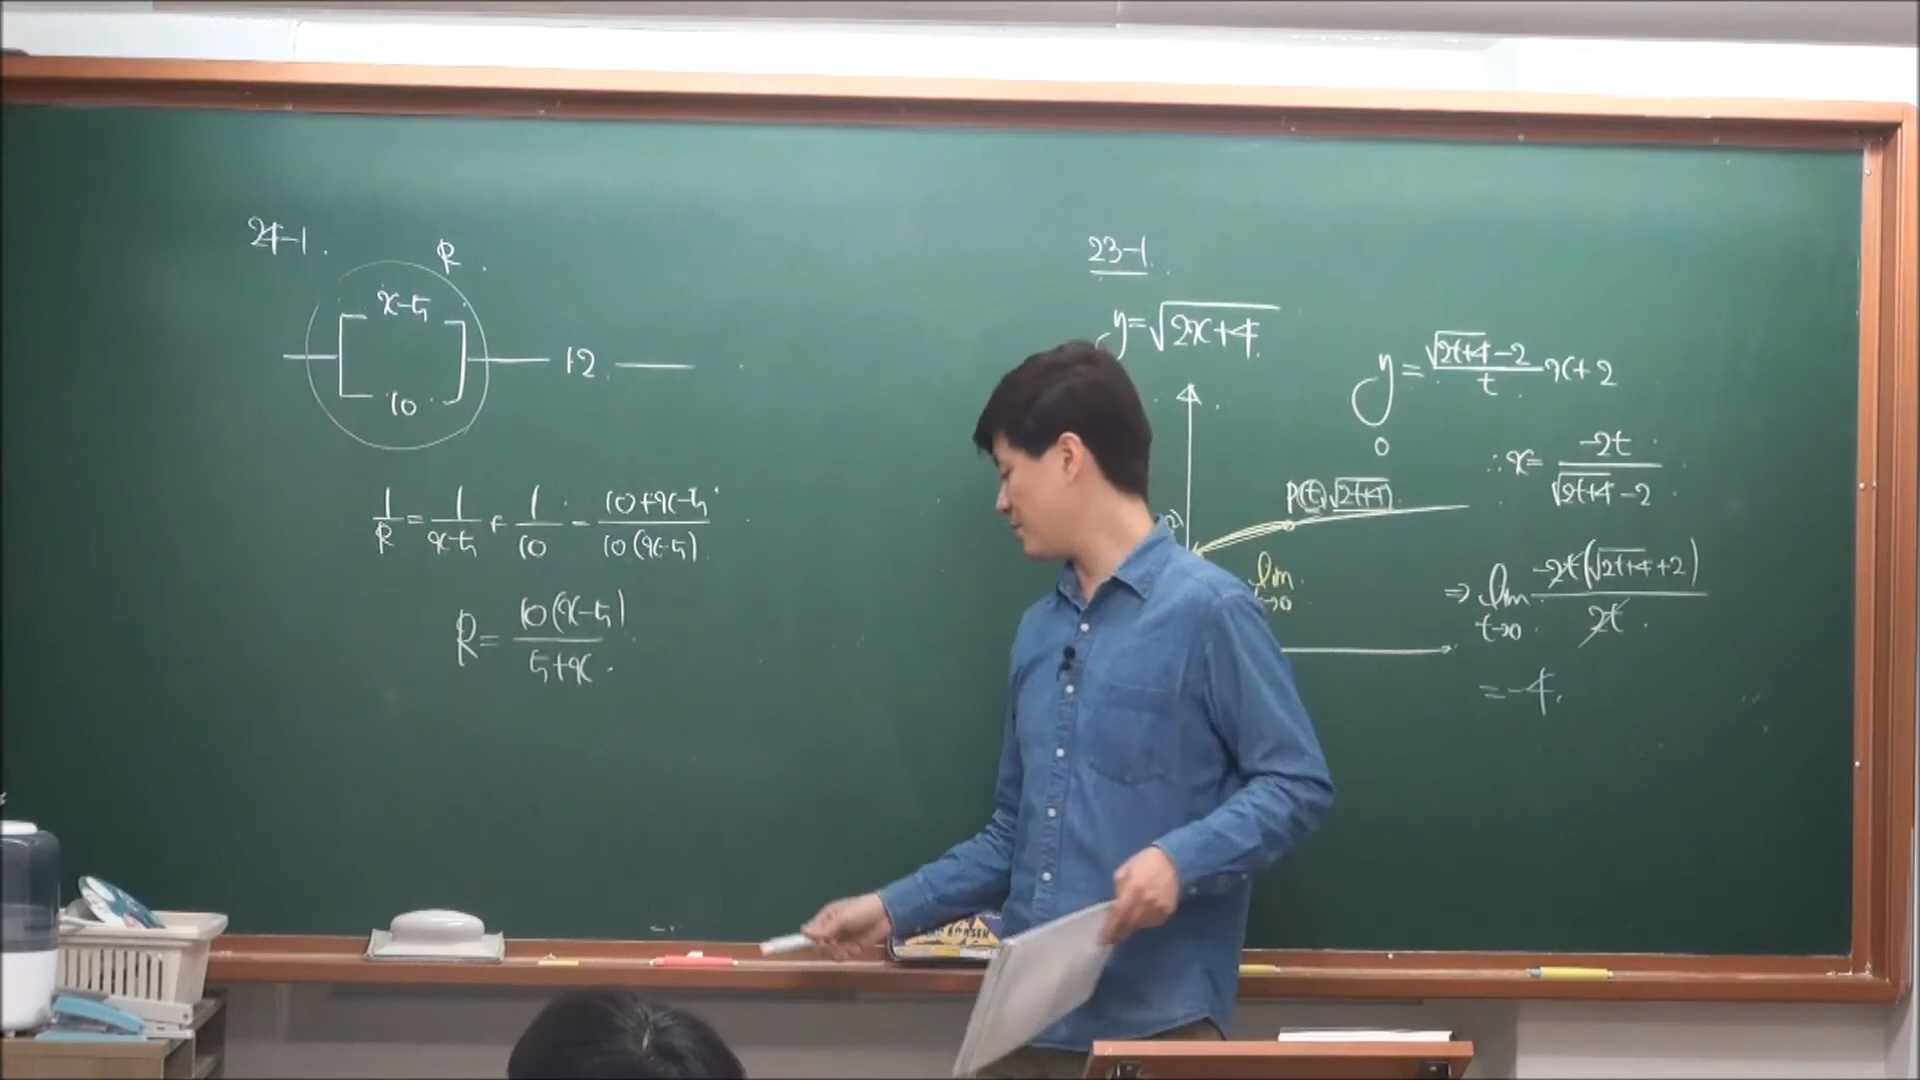 24-1.
R.
x-5
12
10
1/R = 1/(x-5) + 1/10 = (10+x-5)/(10(x-5))
R = 10(x-5)/(5+x).
23-1
y=√(2x+4)
y = (√(2t+4)-2)/t x+2
0
∴ x = -2t/(√(2t+4)-2)
P(t,√(2t+4))
2)
lim
t→0
⇒ lim t→0 -2t(√(2t+4)+2)/2t
= -4.